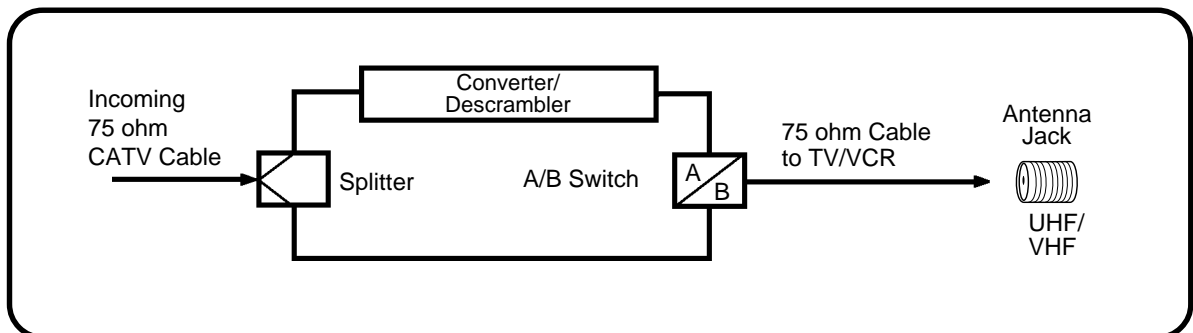 Incoming
75 ohm
CATV Cable
Splitter
Converter/
Descrambler
A/B Switch
A
B
75 ohm Cable
to TV/VCR
Antenna
Jack
UHF/
VHF